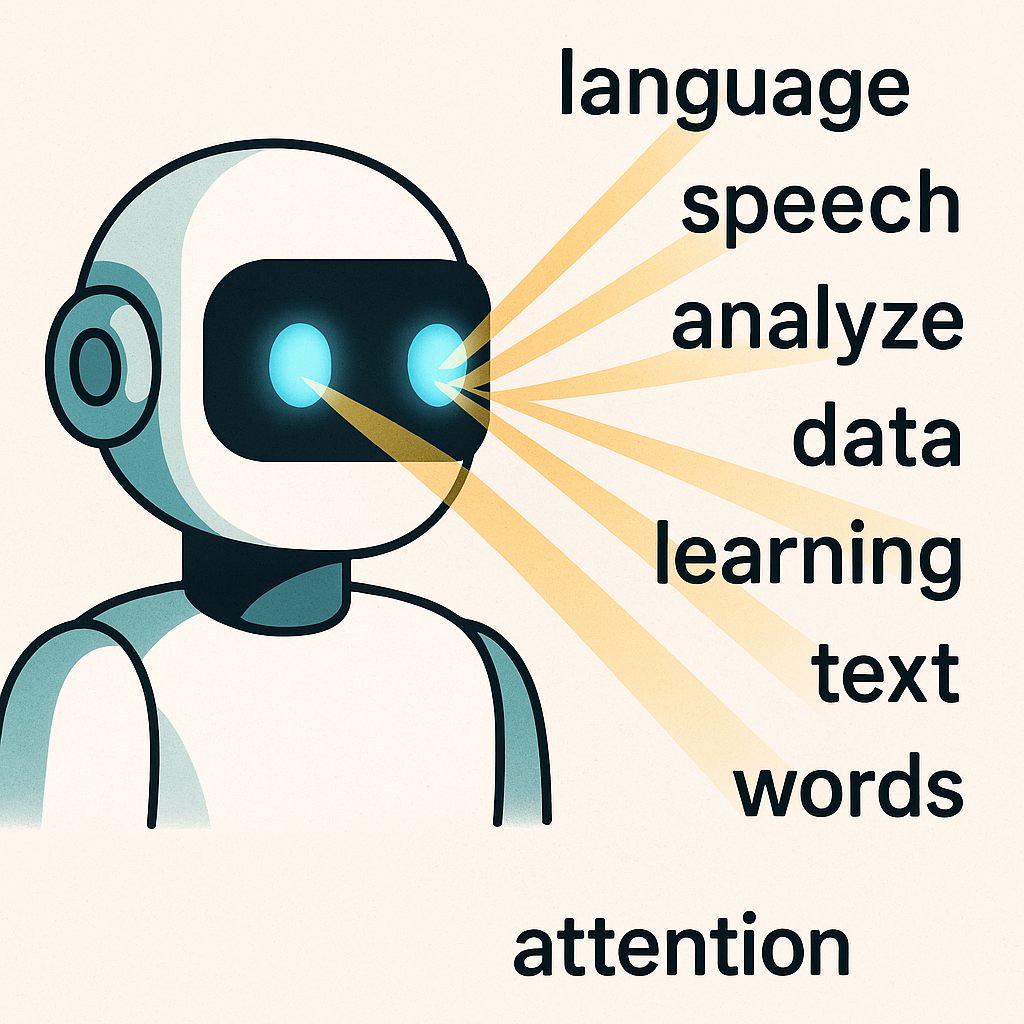 language
speech
analyze
data
learning
text
words
attention